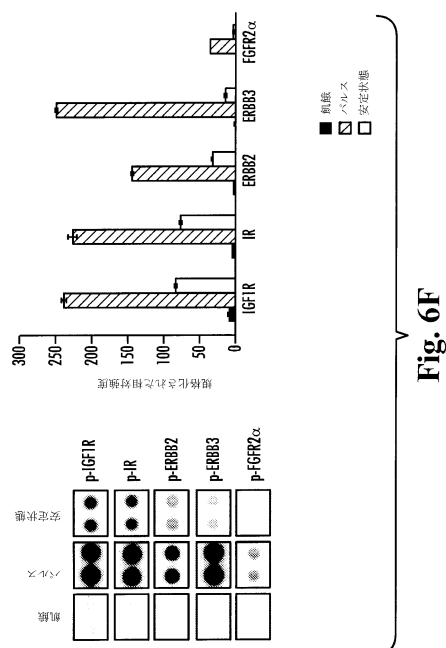 飢餓
パルス
安定状態
p-IGF1R
p-IR
p-ERBB2
p-ERBB3
p-FGFR2α
規格化された相対強度
300
250
200
150
100
50
0
IGF1R
IR
ERBB2
ERBB3
FGFR2α
飢餓
パルス
安定状態
Fig. 6F